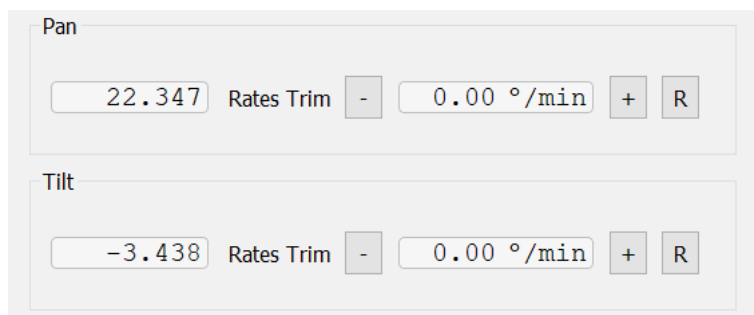 Pan
22.347 Rates Trim - 0.00 °/min + R
Tilt
-3.438 Rates Trim - 0.00 °/min + R